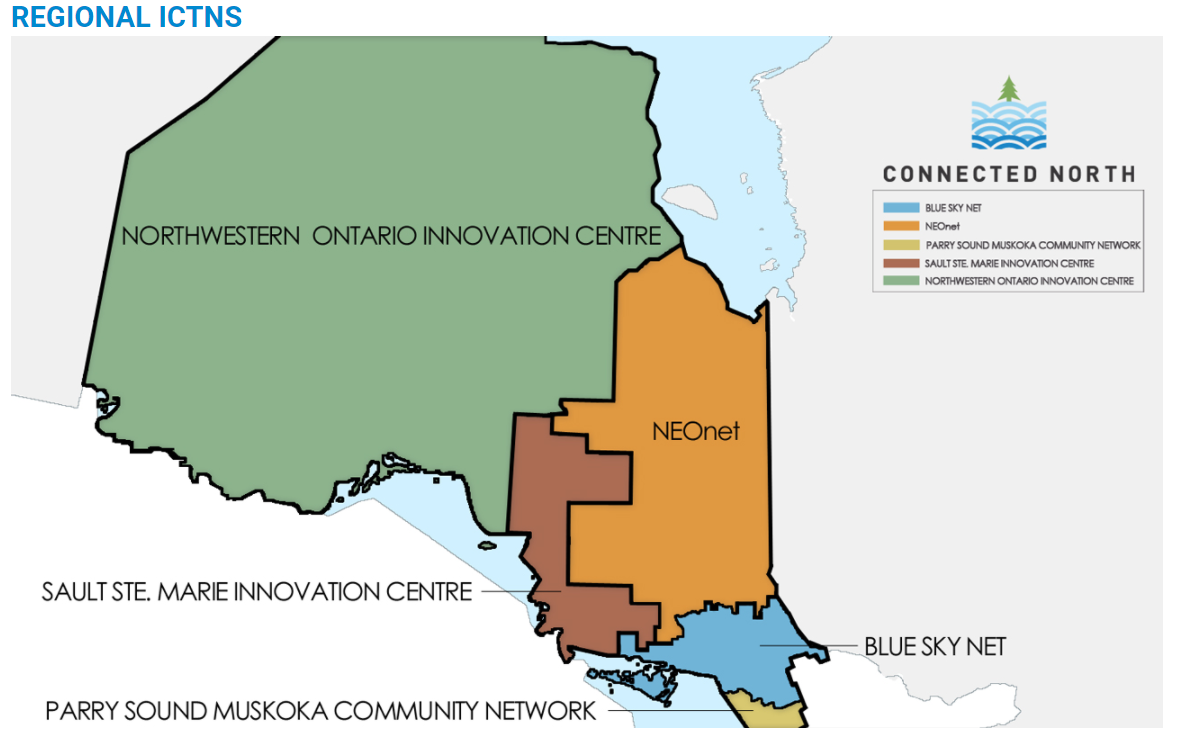 REGIONAL ICTNS
CONNECTED NORTH
BLUE SKY NET
NEOnet
PARRY SOUND MUSKOKA COMMUNITY NETWORK
SAULT STE. MARIE INNOVATION CENTRE
NORTHWESTERN ONTARIO INNOVATION CENTRE
NORTHWESTERN ONTARIO INNOVATION CENTRE
NEOnet
SAULT STE. MARIE INNOVATION CENTRE
BLUE SKY NET
PARRY SOUND MUSKOKA COMMUNITY NETWORK